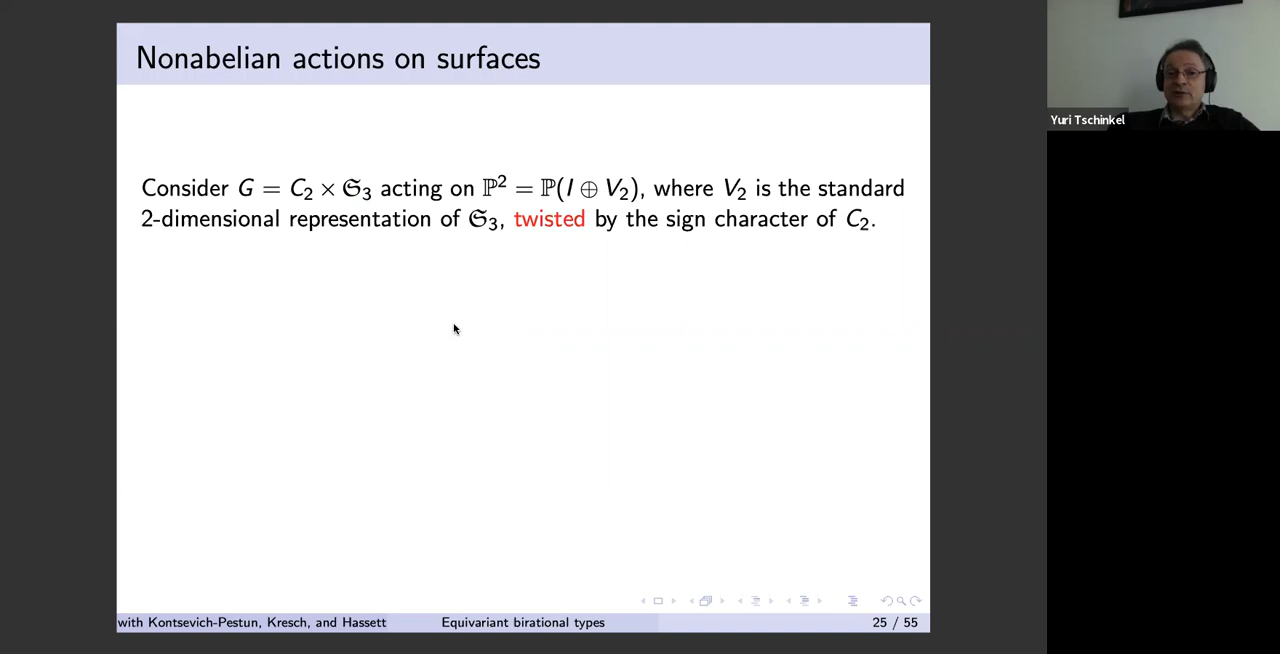 Nonabelian actions on surfaces
Consider G = C₂ × 𝔖₃ acting on ℙ² = ℙ(I ⊕ V₂), where V₂ is the standard
2-dimensional representation of 𝔖₃, twisted by the sign character of C₂.
with Kontsevich-Pestun, Kresch, and Hassett Equivariant birational types 25 / 55
Yuri Tschinkel